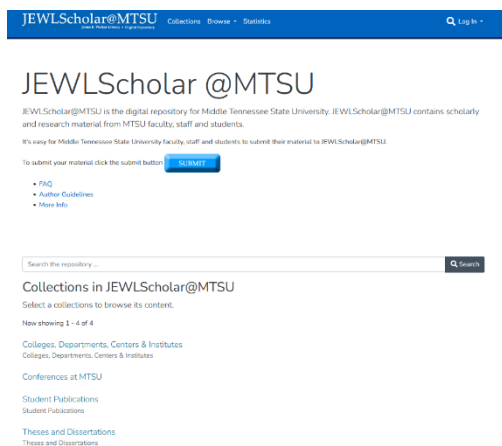 JEWLScholar@MTSU Collections Browse Statistics Log In
James E. Walker Library • Digital Repository
JEWLScholar @MTSU
JEWLScholar@MTSU is the digital repository for Middle Tennessee State University. JEWLScholar@MTSU contains scholarly
and research material from MTSU faculty, staff and students.
It's easy for Middle Tennessee State University faculty, staff and students to submit their material to JEWLScholar@MTSU.
To submit your material click the submit button SUBMIT
• FAQ
• Author Guidelines
• More Info
Search the repository ... Search
Collections in JEWLScholar@MTSU
Select a collections to browse its content.
Now showing 1 - 4 of 4
Colleges, Departments, Centers & Institutes
Colleges, Departments, Centers & Institutes
Conferences at MTSU
Student Publications
Student Publications
Theses and Dissertations
Theses and Dissertations